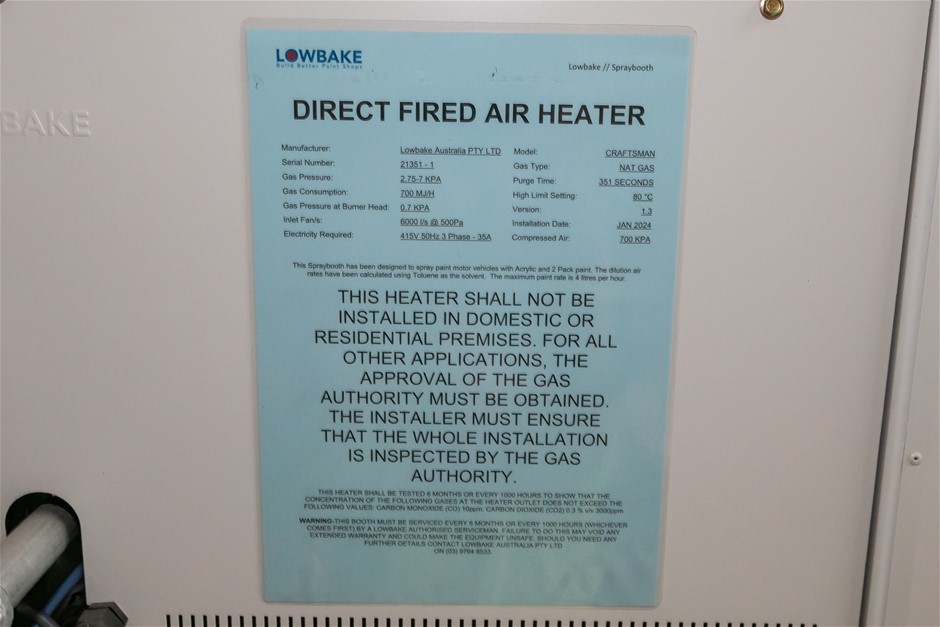 BAKE
LOWBAKE
Build Better Paint Shops
Lowbake // Spraybooth
DIRECT FIRED AIR HEATER
Manufacturer: Lowbake Australia PTY LTD Model: CRAFTSMAN
Serial Number: 21351 - 1 Gas Type: NAT GAS
Gas Pressure: 2.75-7 KPA Purge Time: 351 SECONDS
Gas Consumption: 700 MJ/H High Limit Setting: 80 °C
Gas Pressure at Burner Head: 0.7 KPA Version: 1.3
Inlet Fan/s: 6000 l/s @ 500Pa Installation Date: JAN 2024
Electricity Required: 415V 50Hz 3 Phase - 35A Compressed Air: 700 KPA
This Spraybooth has been designed to spray paint motor vehicles with Acrylic and 2 Pack paint. The dilution air
rates have been calculated using Toluene as the solvent. The maximum paint rate is 4 litres per hour.
THIS HEATER SHALL NOT BE
INSTALLED IN DOMESTIC OR
RESIDENTIAL PREMISES. FOR ALL
OTHER APPLICATIONS, THE
APPROVAL OF THE GAS
AUTHORITY MUST BE OBTAINED.
THE INSTALLER MUST ENSURE
THAT THE WHOLE INSTALLATION
IS INSPECTED BY THE GAS
AUTHORITY.
THIS HEATER SHALL BE TESTED 6 MONTHS OR EVERY 1000 HOURS TO SHOW THAT THE
CONCENTRATION OF THE FOLLOWING GASES AT THE HEATER OUTLET DOES NOT EXCEED THE
FOLLOWING VALUES: CARBON MONOXIDE (CO) 10ppm. CARBON DIOXIDE (CO2) 0.3 % v/v 3000ppm
WARNING-THIS BOOTH MUST BE SERVICED EVERY 6 MONTHS OR EVERY 1000 HOURS (WHICHEVER
COMES FIRST) BY A LOWBAKE AUTHORISED SERVICEMAN. FAILURE TO DO THIS MAY VOID ANY
EXTENDED WARRANTY AND COULD MAKE THE EQUIPMENT UNSAFE. SHOULD YOU NEED ANY
FURTHER DETAILS CONTACT LOWBAKE AUSTRALIA PTY LTD
ON (03) 9794 8533.